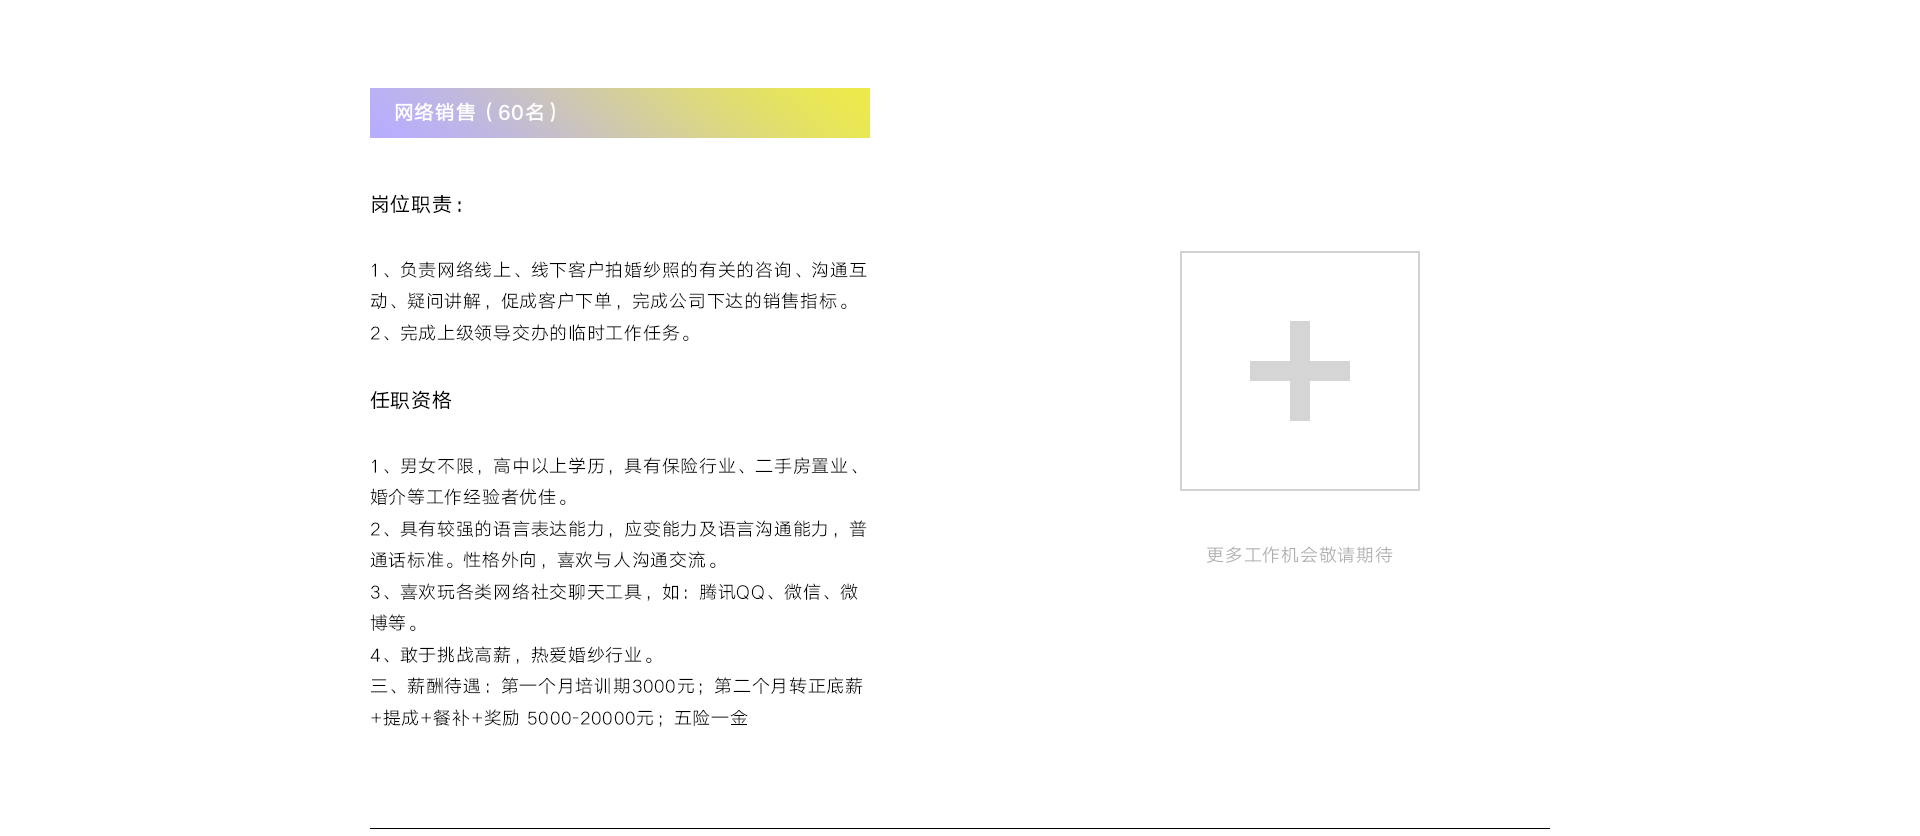 网络销售（60名）
岗位职责：
1、负责网络线上、线下客户拍婚纱照的有关的咨询、沟通互
动、疑问讲解，促成客户下单，完成公司下达的销售指标。
2、完成上级领导交办的临时工作任务。
任职资格
1、男女不限，高中以上学历，具有保险行业、二手房置业、
婚介等工作经验者优佳。
2、具有较强的语言表达能力，应变能力及语言沟通能力，普
通话标准。性格外向，喜欢与人沟通交流。
3、喜欢玩各类网络社交聊天工具，如：腾讯QQ、微信、微
博等。
4、敢于挑战高薪，热爱婚纱行业。
三、薪酬待遇：第一个月培训期3000元；第二个月转正底薪
+提成+餐补+奖励 5000-20000元；五险一金
更多工作机会敬请期待